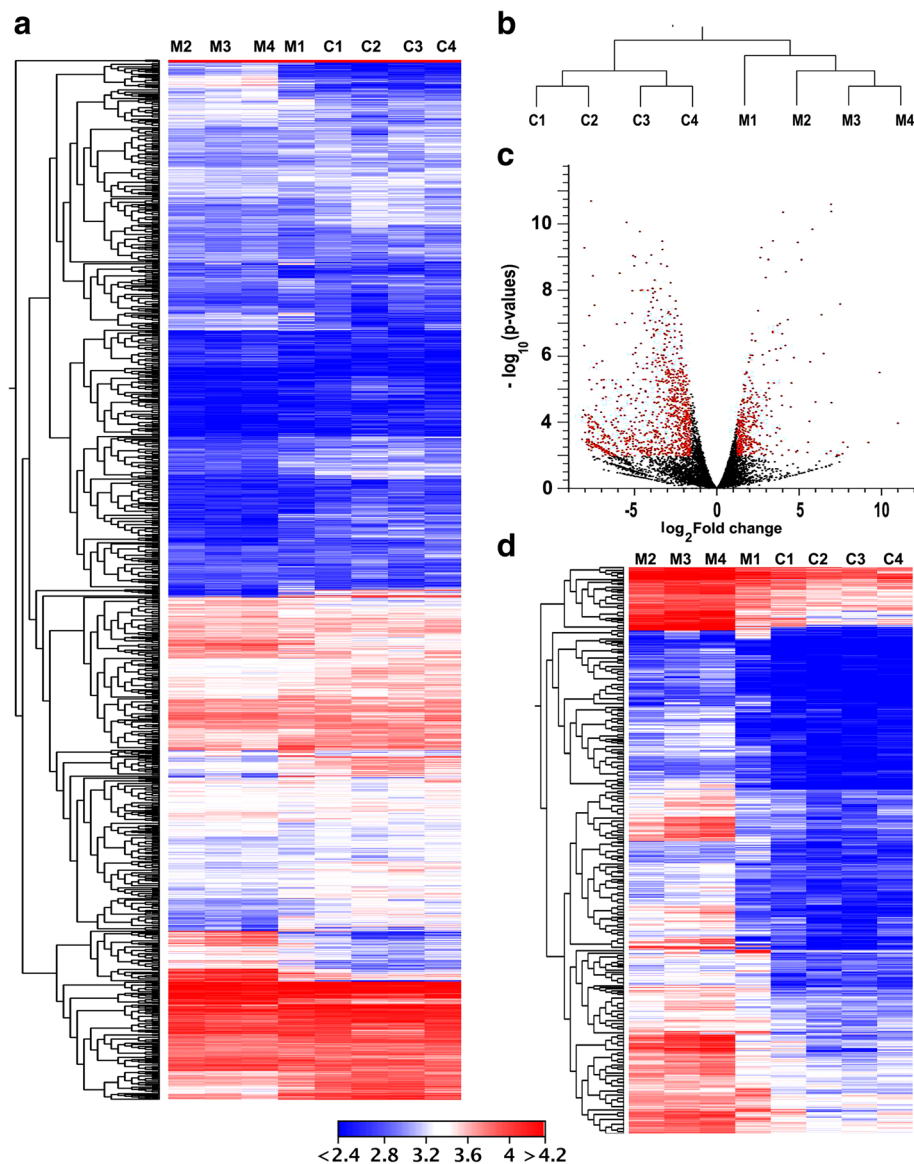 a
M2 M3 M4 M1 C1 C2 C3 C4
b
C1 C2 C3 C4 M1 M2 M3 M4
c
10
8
6
4
2
0
- log10 (p-values)
-5 0 5 10
log2Fold change
d
M2 M3 M4 M1 C1 C2 C3 C4
<2.4 2.8 3.2 3.6 4 >4.2